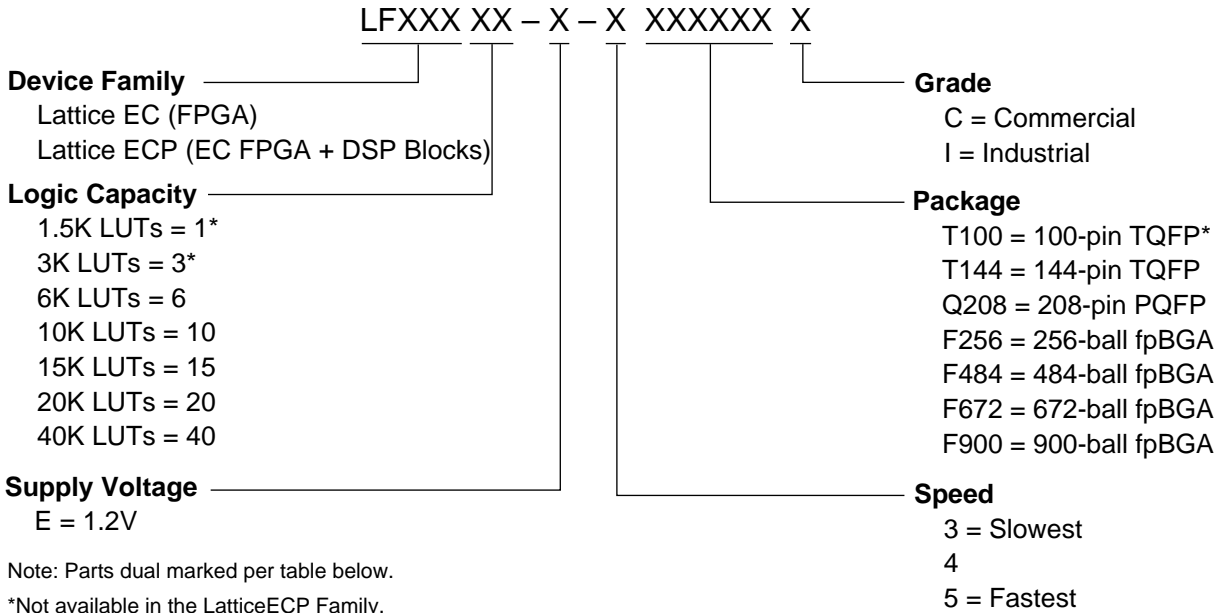 LFXXX XX – X – X XXXXXX X
Device Family
Lattice EC (FPGA)
Lattice ECP (EC FPGA + DSP Blocks)
Logic Capacity
1.5K LUTs = 1*
3K LUTs = 3*
6K LUTs = 6
10K LUTs = 10
15K LUTs = 15
20K LUTs = 20
40K LUTs = 40
Supply Voltage
E = 1.2V
Note: Parts dual marked per table below.
*Not available in the LatticeECP Family.
Grade
C = Commercial
I = Industrial
Package
T100 = 100-pin TQFP*
T144 = 144-pin TQFP
Q208 = 208-pin PQFP
F256 = 256-ball fpBGA
F484 = 484-ball fpBGA
F672 = 672-ball fpBGA
F900 = 900-ball fpBGA
Speed
3 = Slowest
4
5 = Fastest